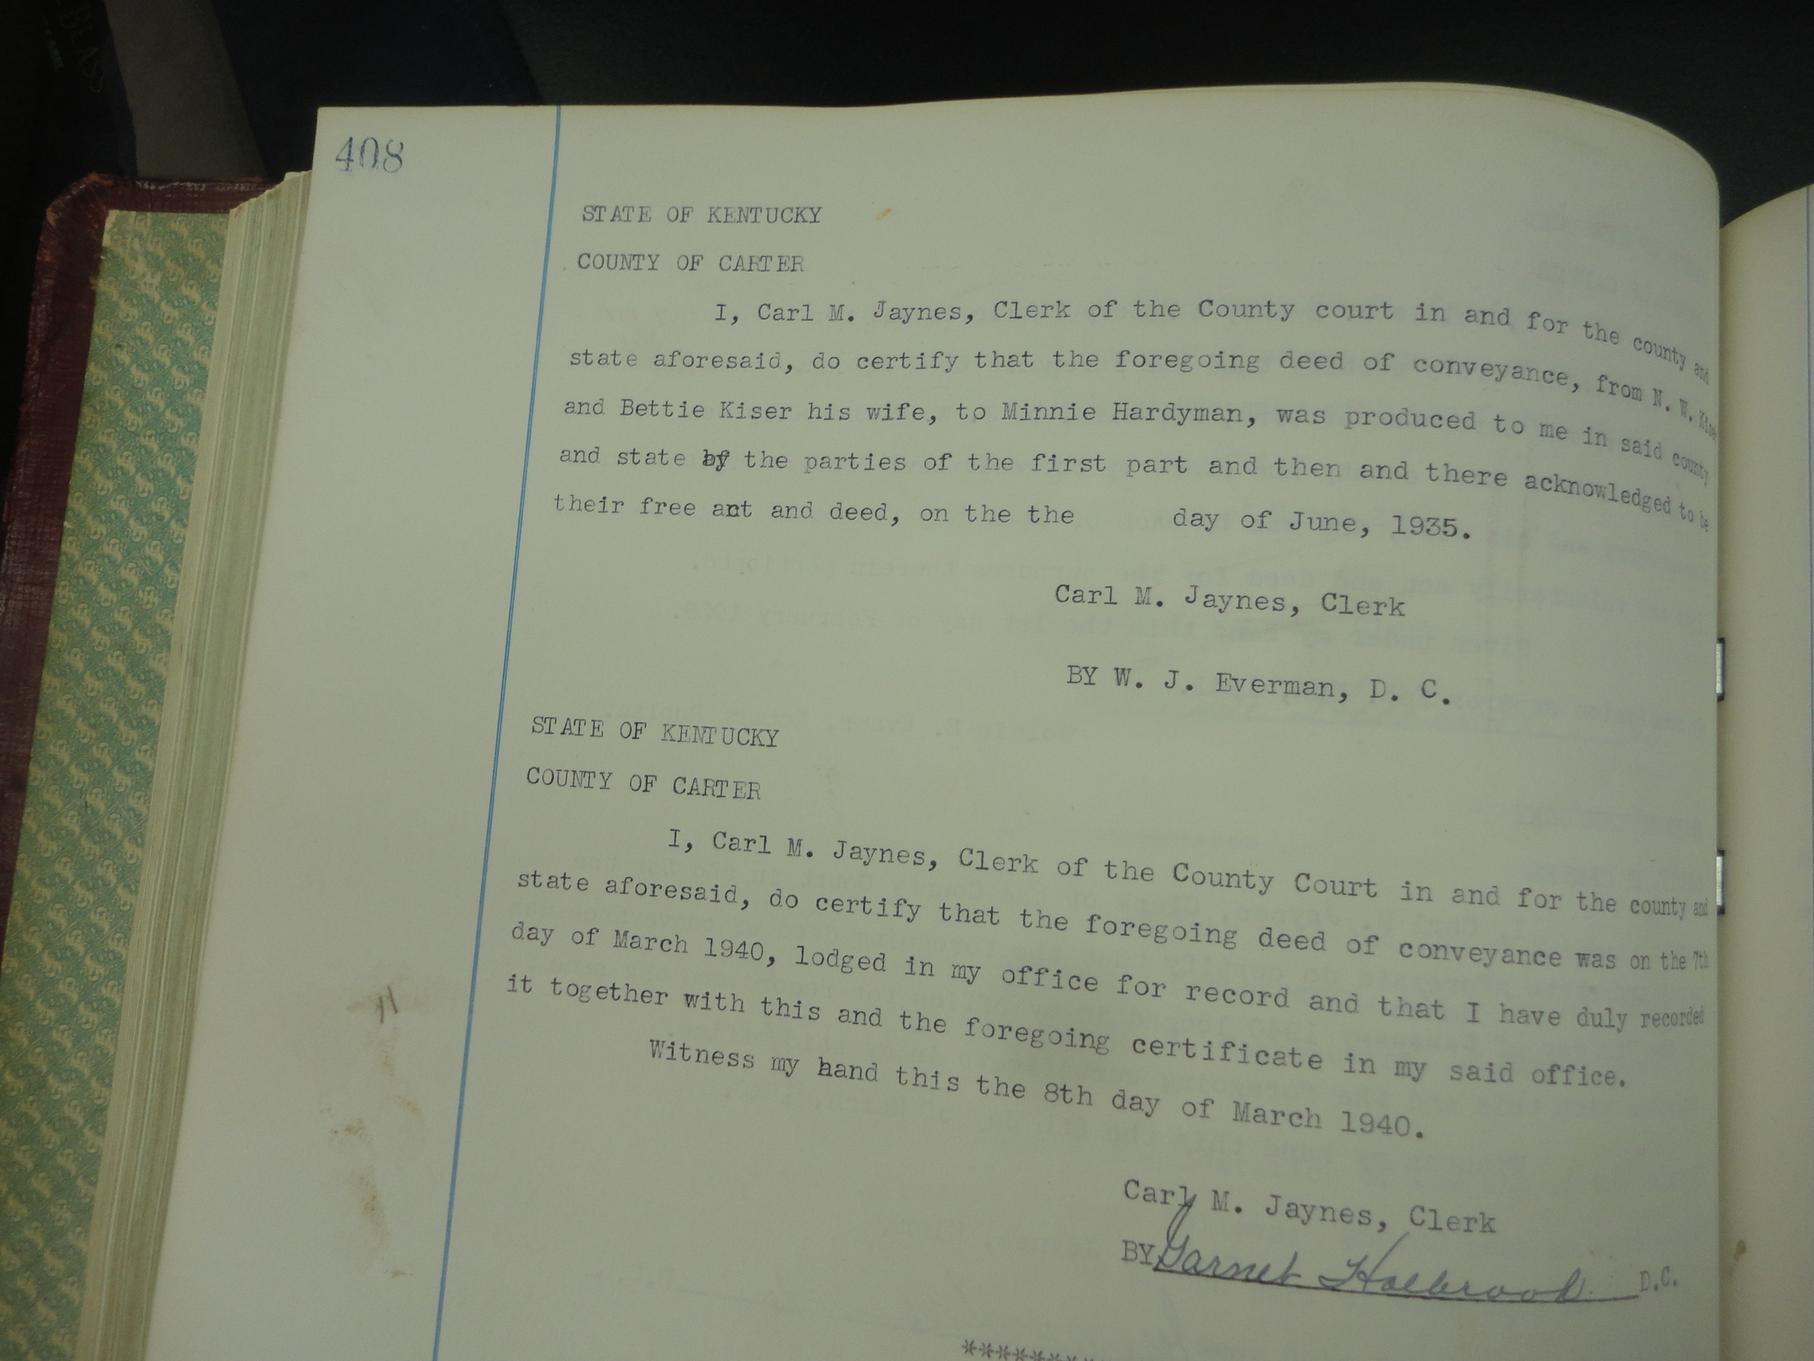 408
STATE OF KENTUCKY
COUNTY OF CARTER
I, Carl M. Jaynes, Clerk of the County court in and for the county and
state aforesaid, do certify that the foregoing deed of conveyance, from N. W. Kise
and Bettie Kiser his wife, to Minnie Hardyman, was produced to me in said county
and state by the parties of the first part and then and there acknowledged to be
their free act and deed, on the the day of June, 1935.
Carl M. Jaynes, Clerk
BY W. J. Everman, D. C.
STATE OF KENTUCKY
COUNTY OF CARTER
I, Carl M. Jaynes, Clerk of the County Court in and for the county and
state aforesaid, do certify that the foregoing deed of conveyance was on the 7th
day of March 1940, lodged in my office for record and that I have duly recorded
it together with this and the foregoing certificate in my said office.
Witness my hand this the 8th day of March 1940.
Carl M. Jaynes, Clerk
BY Garnet Holbrook D.C.
********